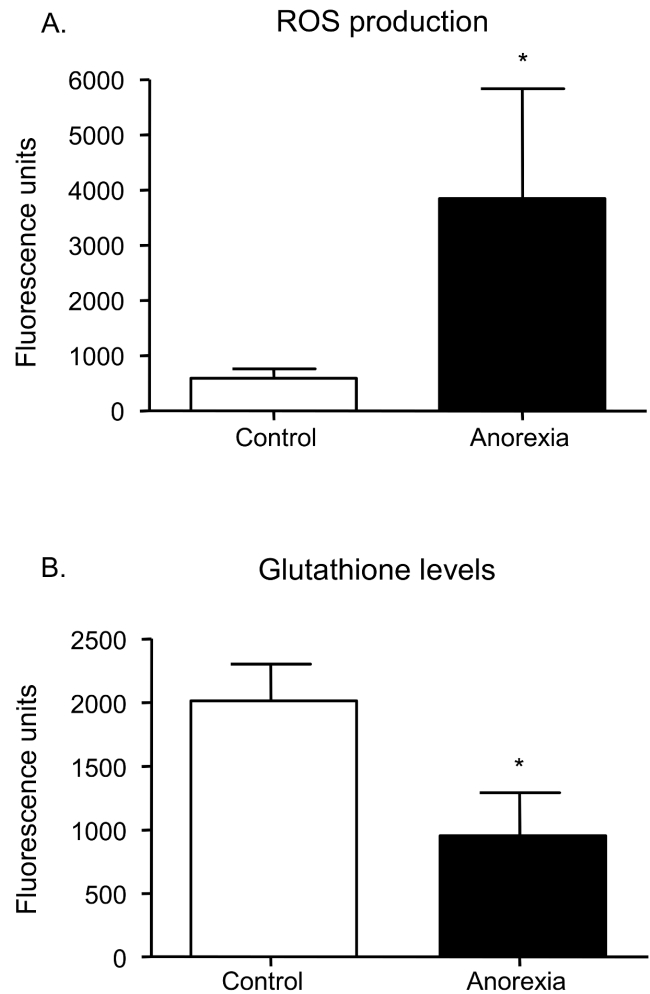 A.
ROS production
*
6000
5000
4000
3000
2000
1000
0
Fluorescence units
Control
Anorexia
B.
Glutathione levels
2500
2000
1500
1000
500
0
*
Fluorescence units
Control
Anorexia